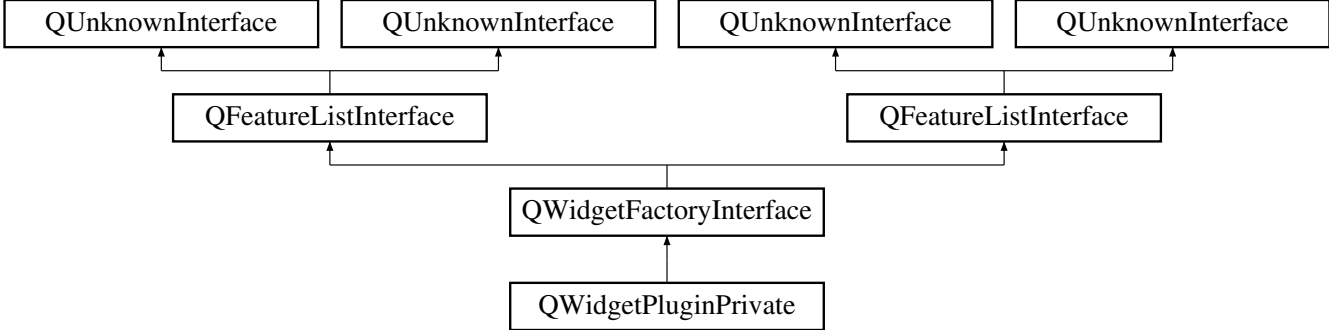 QUnknownInterface QUnknownInterface QUnknownInterface QUnknownInterface
QFeatureListInterface QFeatureListInterface
QWidgetFactoryInterface
QWidgetPluginPrivate